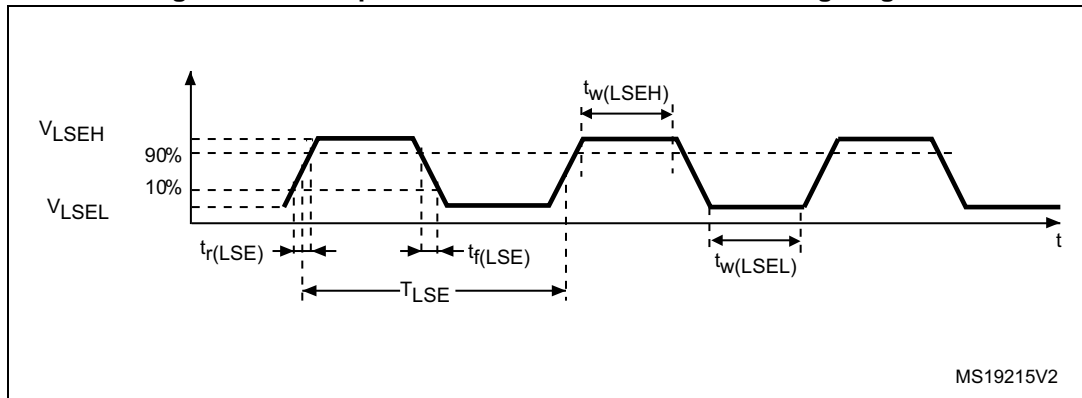 tw(LSEH)
VLSEH
90%
10%
VLSEL
t
tr(LSE)
tf(LSE)
tw(LSEL)
TLSE
MS19215V2